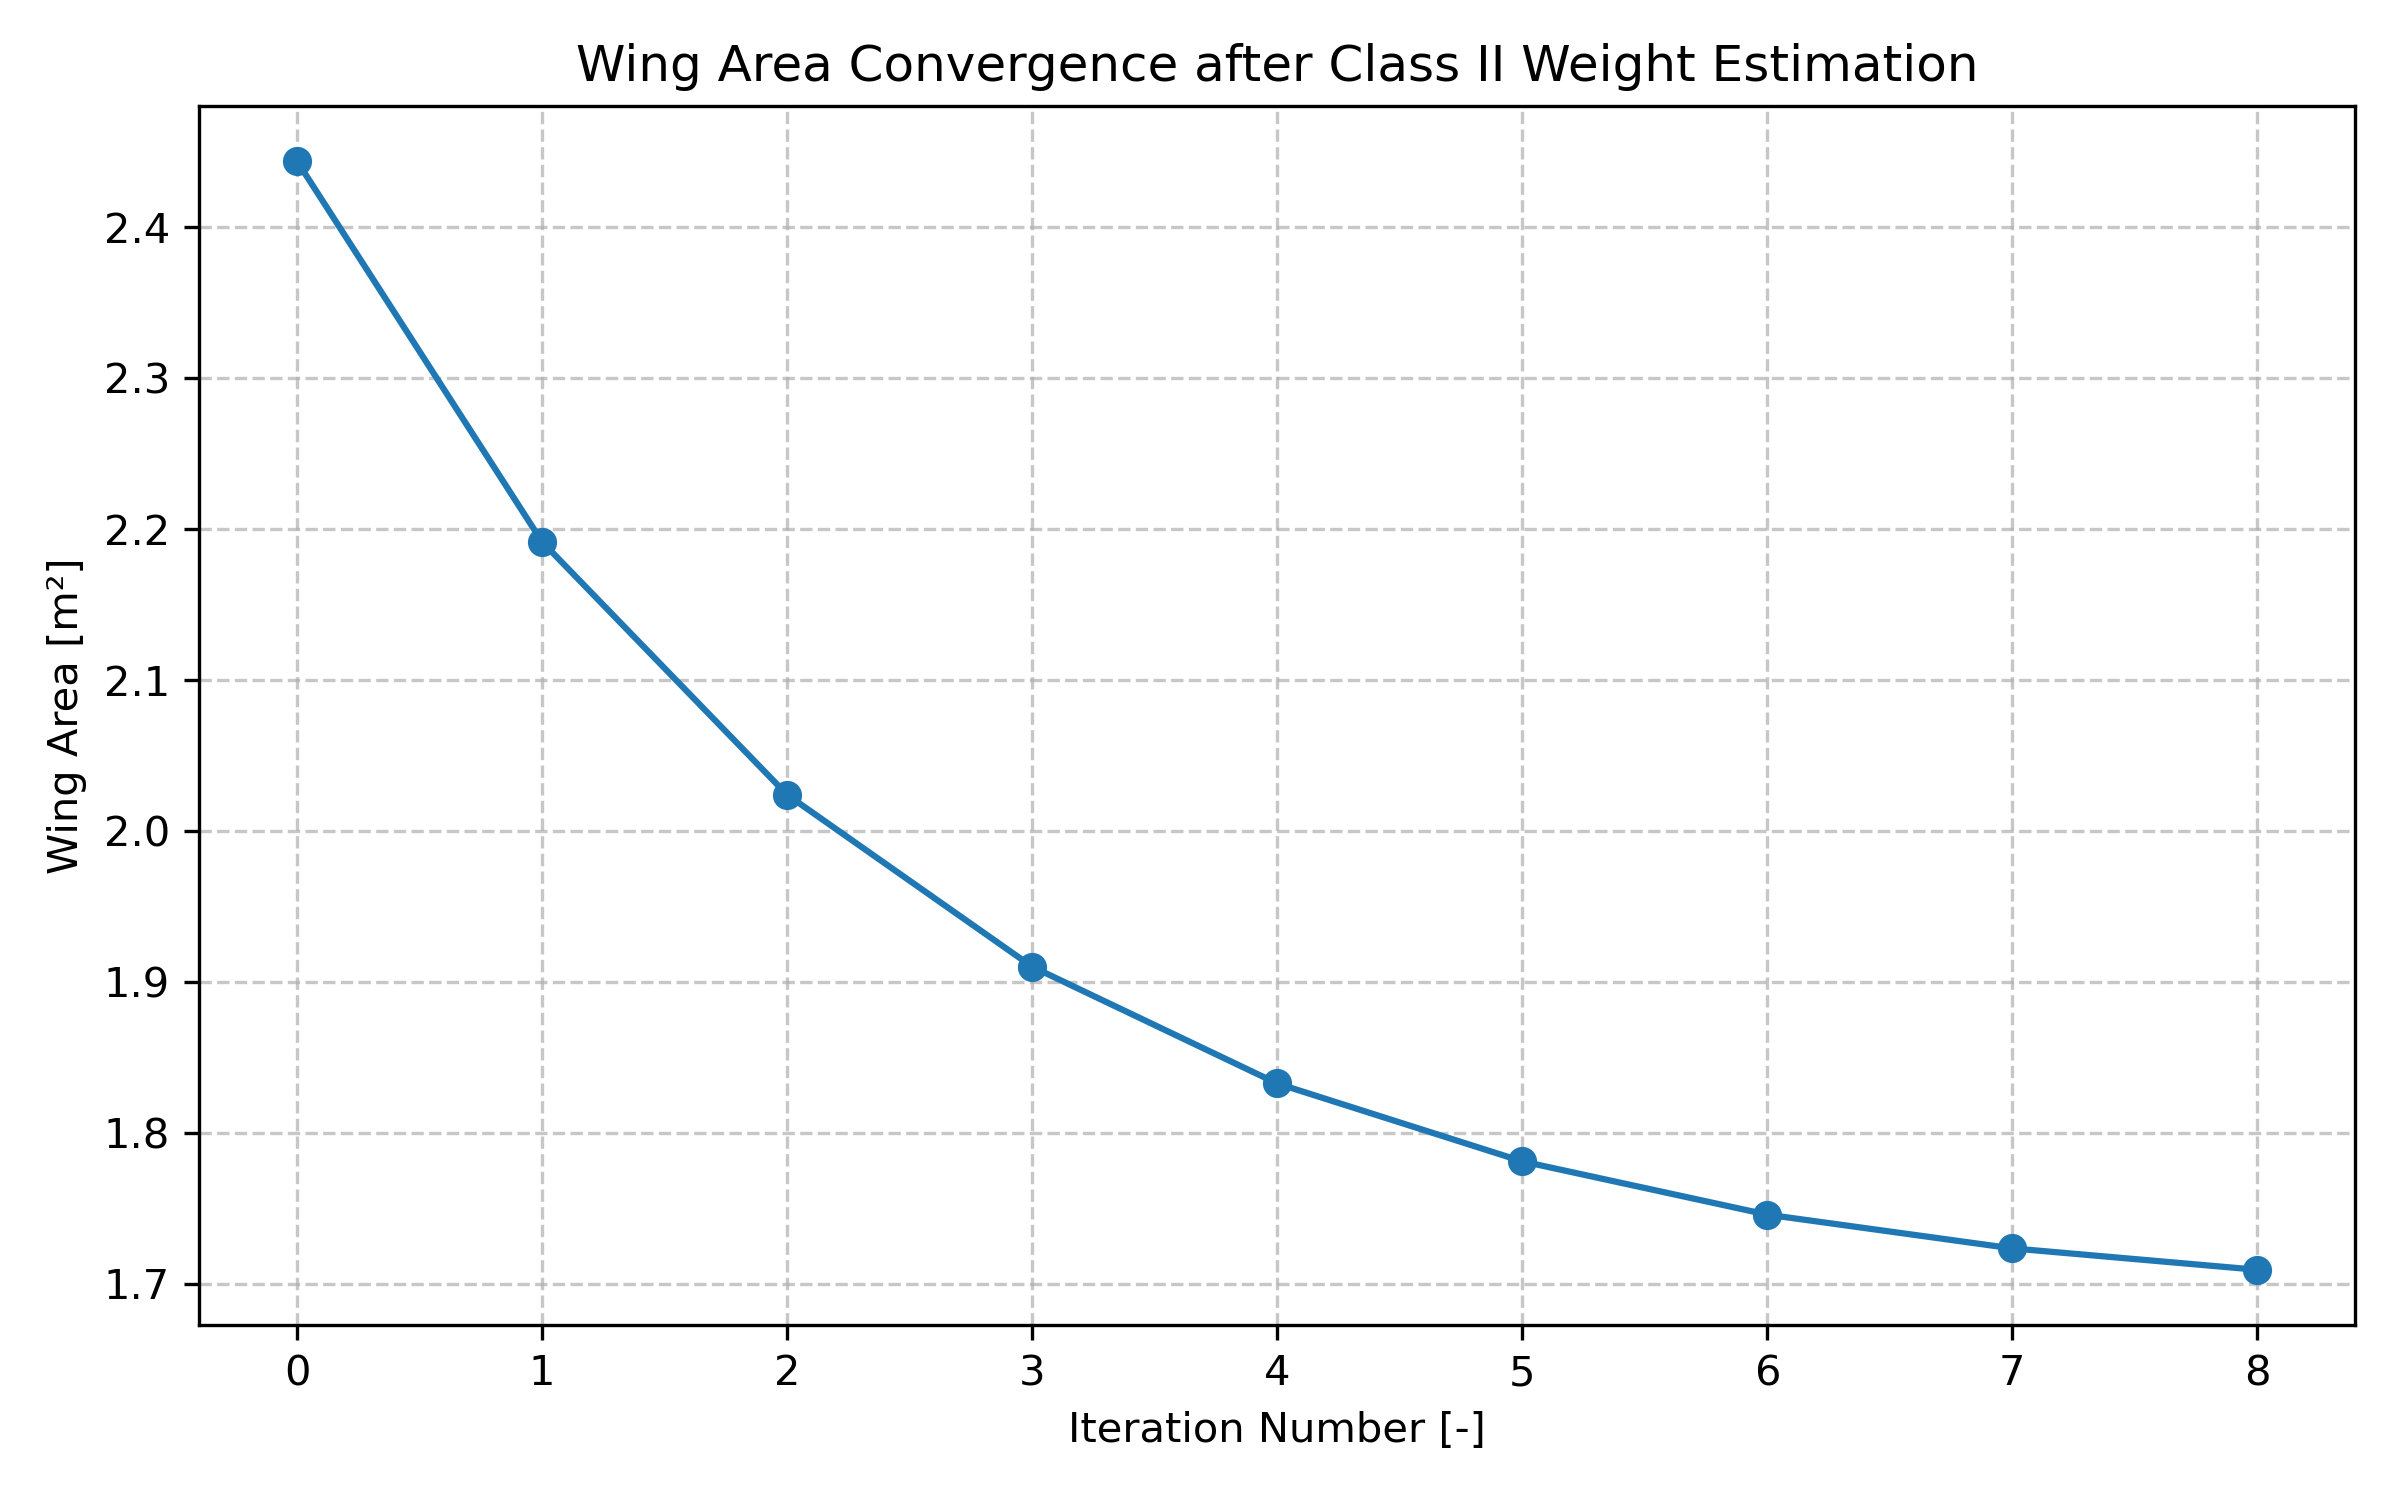 Wing Area Convergence after Class II Weight Estimation
Wing Area [m²]
2.4
2.3
2.2
2.1
2.0
1.9
1.8
1.7
0 1 2 3 4 5 6 7 8
Iteration Number [-]